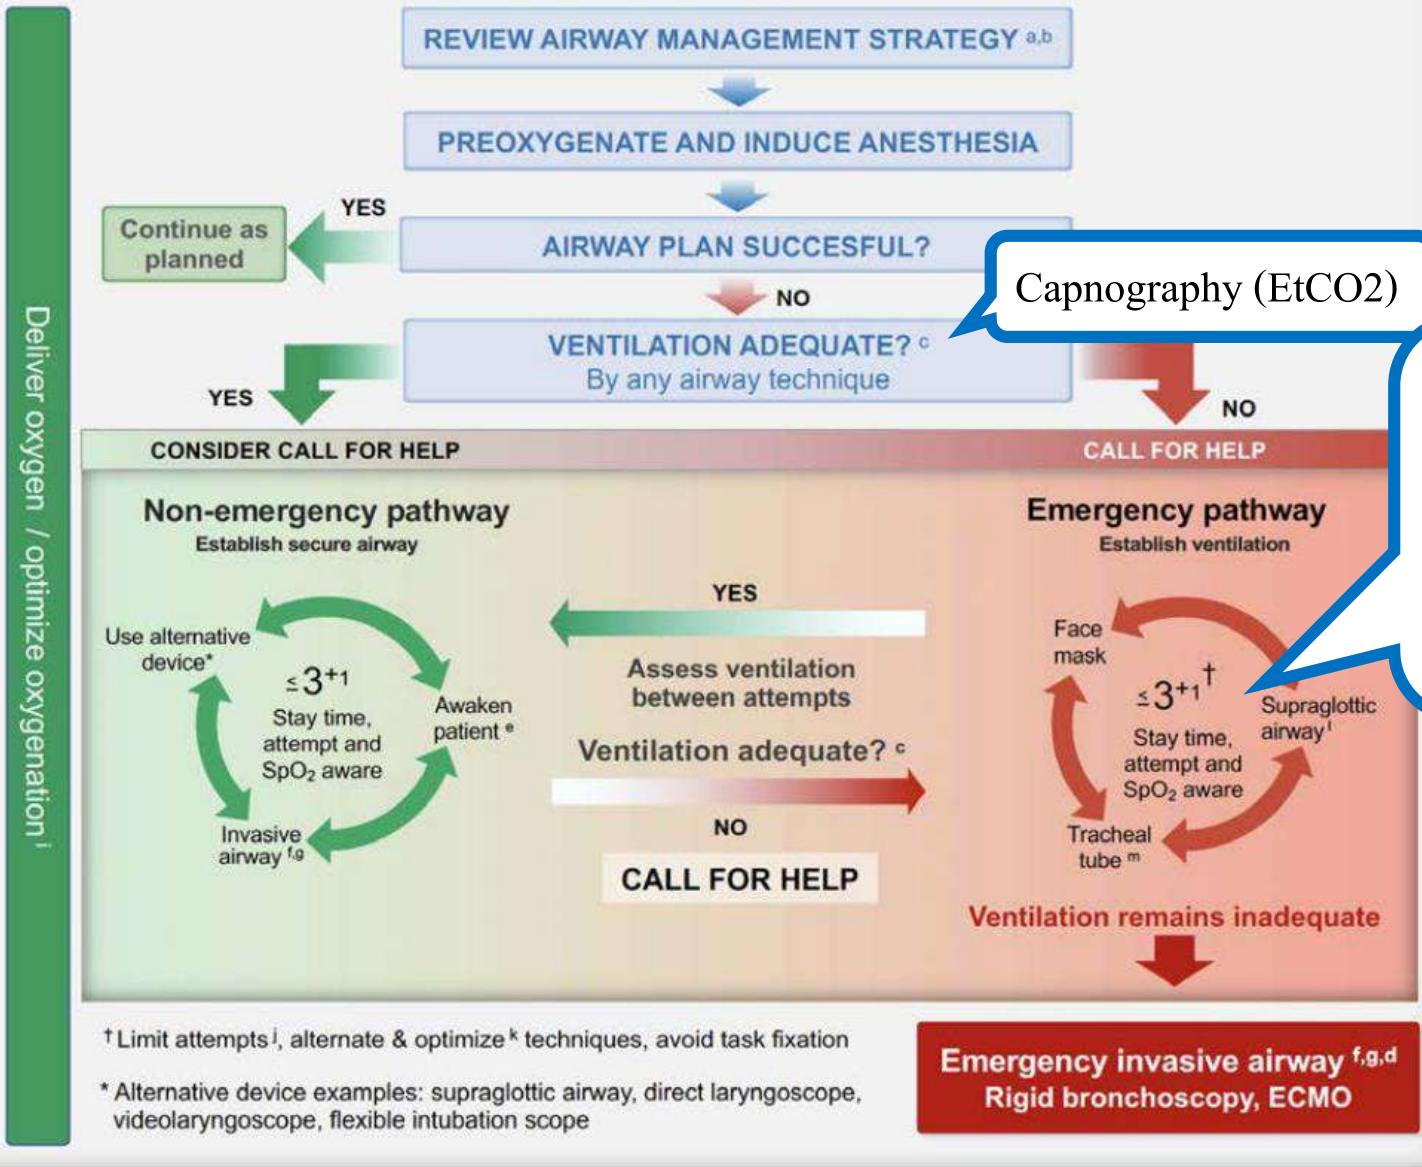 REVIEW AIRWAY MANAGEMENT STRATEGY a,b
PREOXYGENATE AND INDUCE ANESTHESIA
YES
Continue as
planned
AIRWAY PLAN SUCCESFUL?
NO
Capnography (EtCO2)
VENTILATION ADEQUATE? c
By any airway technique
YES
NO
Deliver oxygen / optimize oxygenation i
CONSIDER CALL FOR HELP
CALL FOR HELP
Non-emergency pathway
Establish secure airway
Use alternative
device*
≤3+1
Stay time,
attempt and
SpO2 aware
Awaken
patient e
Invasive
airway f,g
YES
Assess ventilation
between attempts
Ventilation adequate? c
NO
CALL FOR HELP
Emergency pathway
Establish ventilation
Face
mask
≤3+1†
Stay time,
attempt and
SpO2 aware
Supraglottic
airway l
Tracheal
tube m
Ventilation remains inadequate
† Limit attempts j, alternate & optimize k techniques, avoid task fixation
* Alternative device examples: supraglottic airway, direct laryngoscope,
videolaryngoscope, flexible intubation scope
Emergency invasive airway f,g,d
Rigid bronchoscopy, ECMO